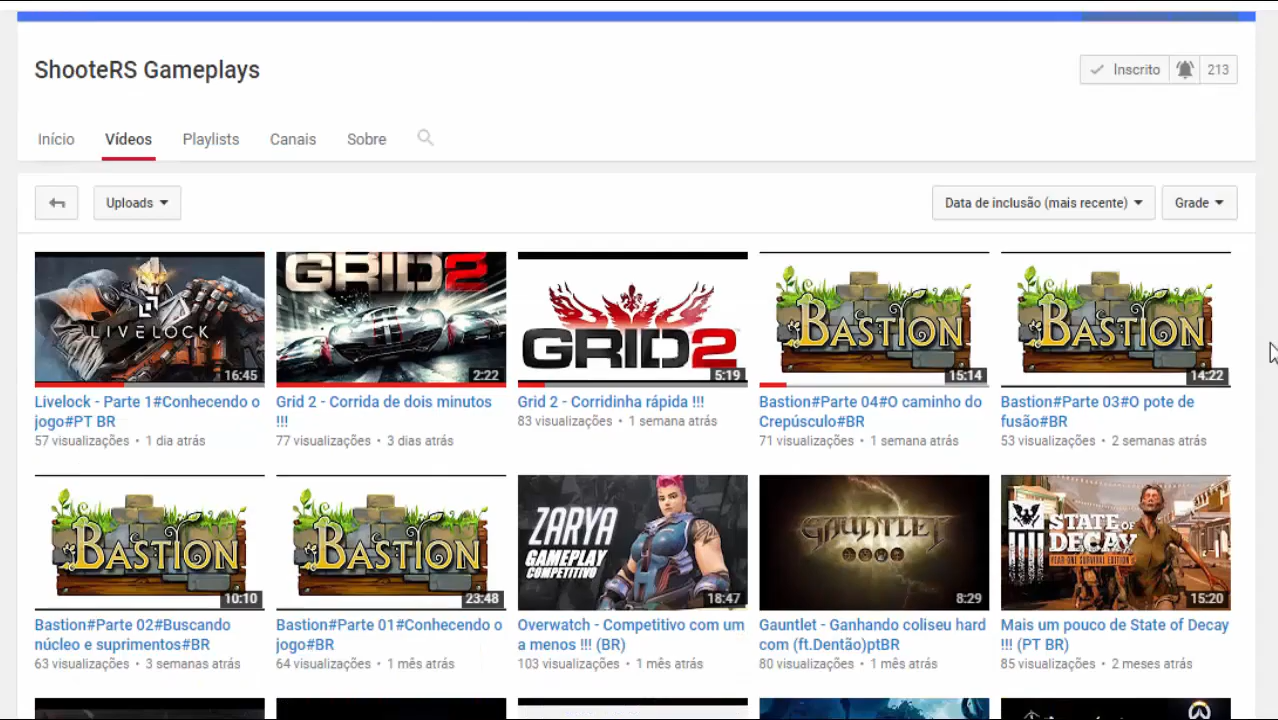 ShooteRS Gameplays
Inscrito 213
Início Vídeos Playlists Canais Sobre
Uploads Data de inclusão (mais recente) Grade
LIVELOCK
16:45
GRID 2
2:22
GRID 2
5:19
BASTION
15:14
BASTION
14:22
Livelock - Parte 1#Conhecendo o
jogo#PT BR
57 visualizações • 1 dia atrás
Grid 2 - Corrida de dois minutos
!!!
77 visualizações • 3 dias atrás
Grid 2 - Corridinha rápida !!!
83 visualizações • 1 semana atrás
Bastion#Parte 04#O caminho do
Crepúsculo#BR
71 visualizações • 1 semana atrás
Bastion#Parte 03#O pote de
fusão#BR
53 visualizações • 2 semanas atrás
BASTION
10:10
BASTION
23:48
ZARYA
GAMEPLAY
COMPETITIVO
18:47
GAUNTLET
8:29
STATE OF
DECAY
YEAR-ONE SURVIVAL EDITION
15:20
Bastion#Parte 02#Buscando
núcleo e suprimentos#BR
63 visualizações • 3 semanas atrás
Bastion#Parte 01#Conhecendo o
jogo#BR
64 visualizações • 1 mês atrás
Overwatch - Competitivo com um
a menos !!! (BR)
103 visualizações • 1 mês atrás
Gauntlet - Ganhando coliseu hard
com (ft.Dentão)ptBR
80 visualizações • 1 mês atrás
Mais um pouco de State of Decay
!!! (PT BR)
85 visualizações • 2 meses atrás